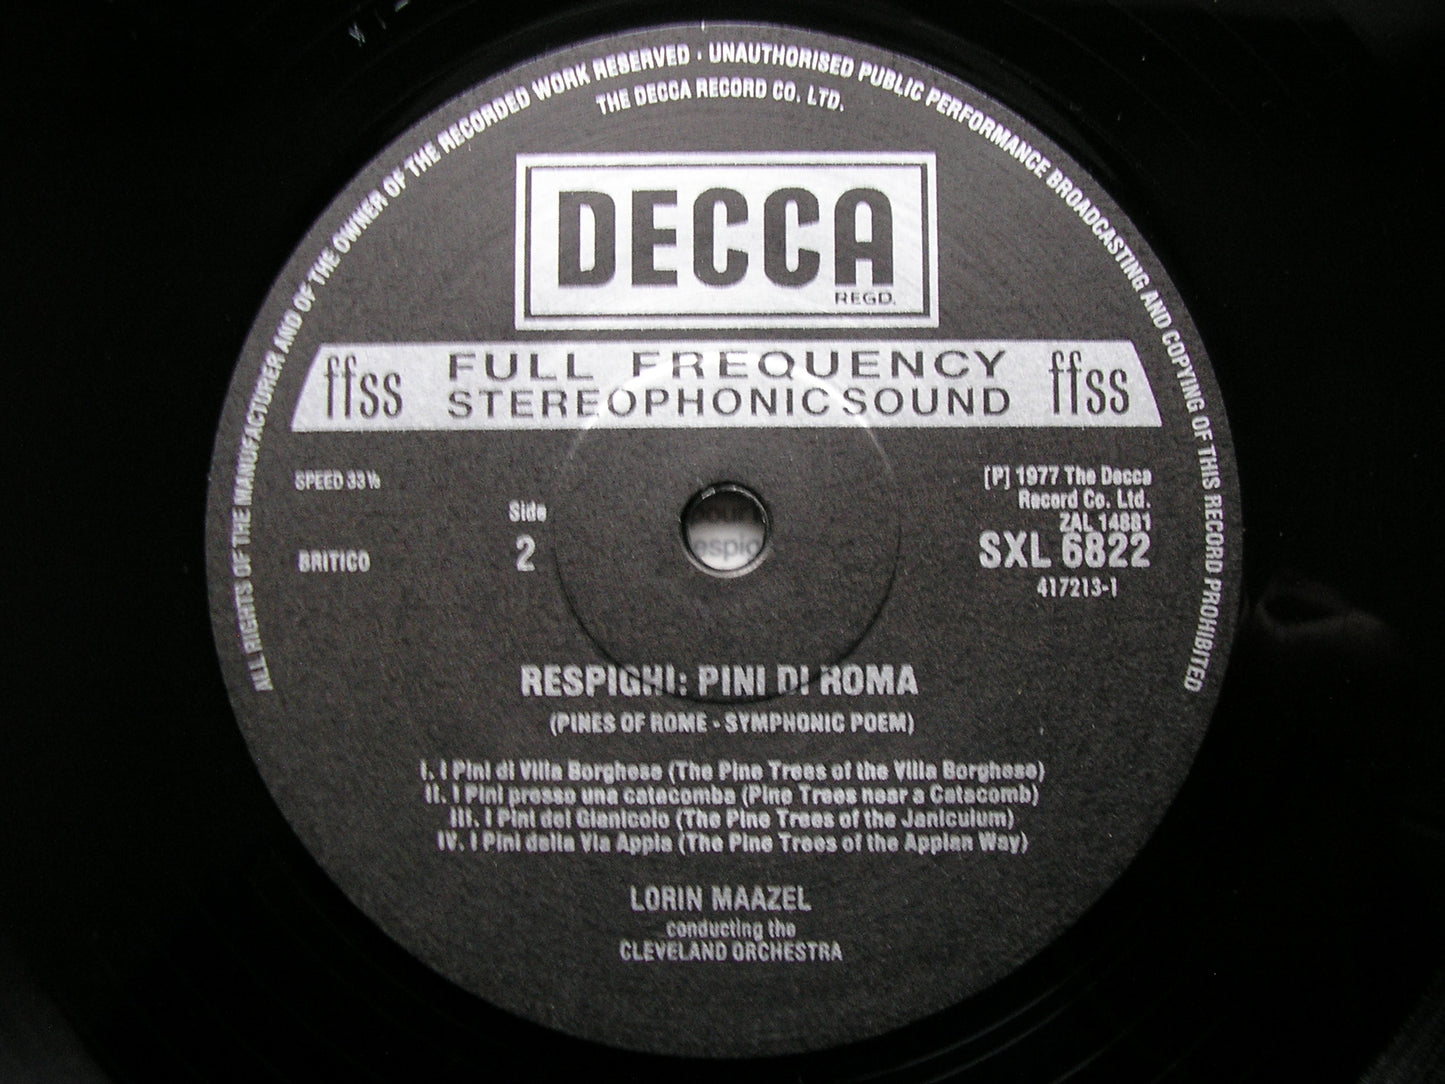 ALL RIGHTS OF THE MANUFACTURER AND OF THE OWNER OF THE RECORDED WORK RESERVED · UNAUTHORISED PUBLIC PERFORMANCE BROADCASTING AND COPYING OF THIS RECORD PROHIBITED
THE DECCA RECORD CO. LTD.
DECCA
REGD.
ffss FULL FREQUENCY ffss
STEREOPHONIC SOUND
SPEED 33⅓
[P] 1977 The Decca
Record Co. Ltd.
Side
ZAL 14881
2
SXL 6822
BRITICO
417213-1
espig
RESPIGHI: PINI DI ROMA
(PINES OF ROME - SYMPHONIC POEM)
I. I Pini di Villa Borghese (The Pine Trees of the Villa Borghese)
II. I Pini presso una catacomba (Pine Trees near a Catacomb)
III. I Pini del Gianicolo (The Pine Trees of the Janiculum)
IV. I Pini della Via Appia (The Pine Trees of the Appian Way)
LORIN MAAZEL
conducting the
CLEVELAND ORCHESTRA